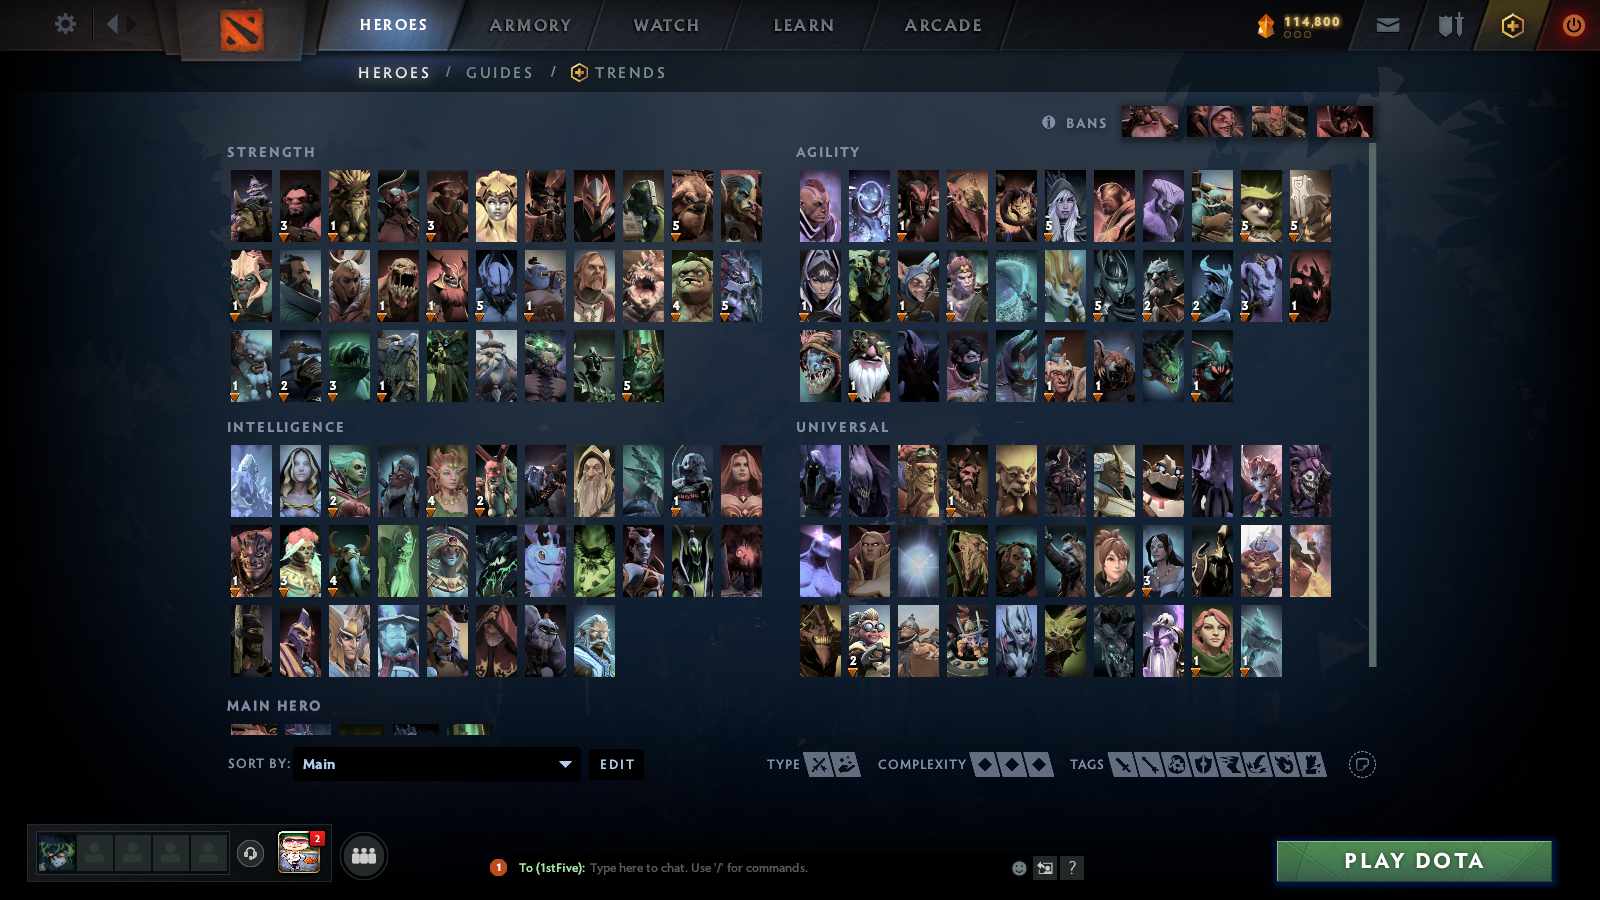 HEROES ARMORY WATCH LEARN ARCADE 114,800
HEROES / GUIDES / TRENDS
BANS
STRENGTH
3 1 3 5
1 1 1 5 1 4 5
1 2 3 1 5
AGILITY
1 5 5 5
1 1 1 5 2 2 3 1
1 1 1 1
INTELLIGENCE
2 4 2 1
1 3 4
UNIVERSAL
1
3
2 1 1
MAIN HERO
SORT BY: Main EDIT TYPE COMPLEXITY TAGS
2
1 To (1stFive): Type here to chat. Use '/' for commands. ?
PLAY DOTA